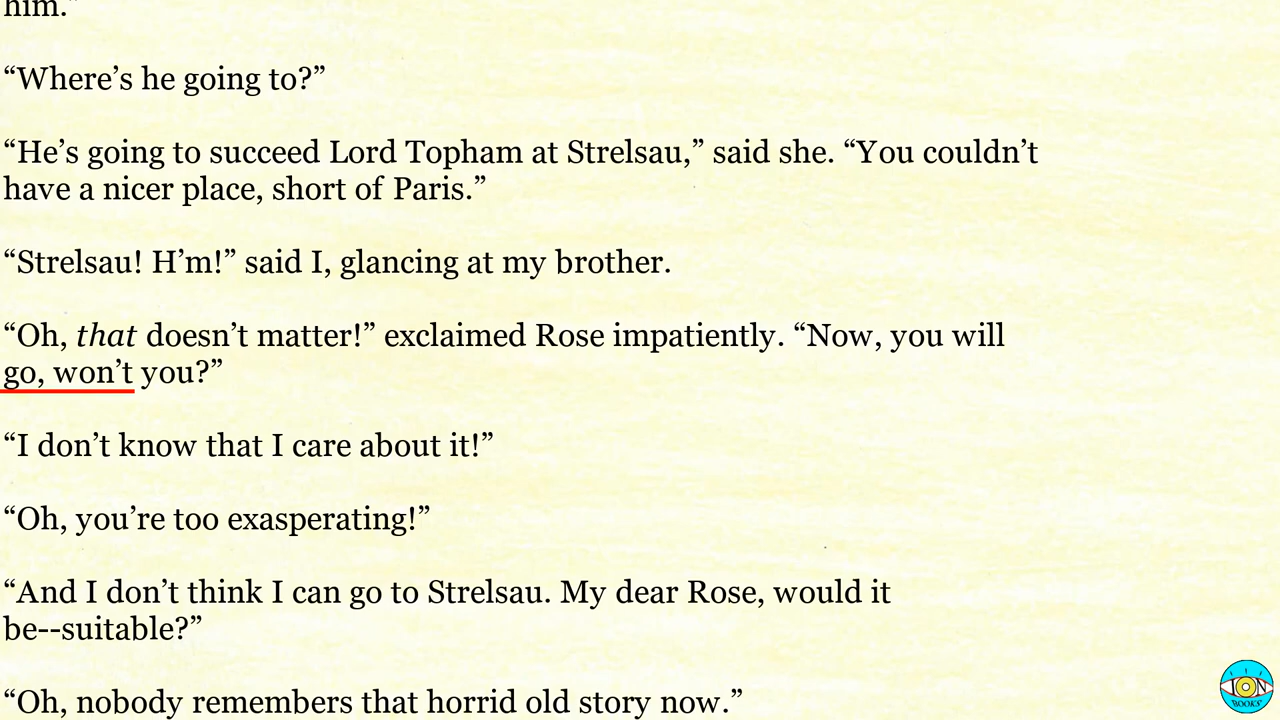 him.”
“Where’s he going to?”
“He’s going to succeed Lord Topham at Strelsau,” said she. “You couldn’t
have a nicer place, short of Paris.”
“Strelsau! H’m!” said I, glancing at my brother.
“Oh, that doesn’t matter!” exclaimed Rose impatiently. “Now, you will
go, won’t you?”
“I don’t know that I care about it!”
“Oh, you’re too exasperating!”
“And I don’t think I can go to Strelsau. My dear Rose, would it
be--suitable?”
“Oh, nobody remembers that horrid old story now.”
ION
BOOKS